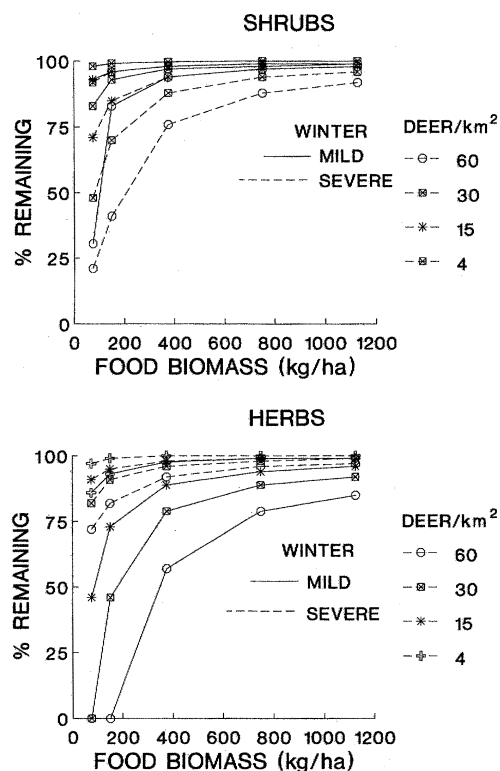 SHRUBS
100
75
50
25
0
% REMAINING
0 200 400 600 800 1000 1200
FOOD BIOMASS (kg/ha)
WINTER
MILD
SEVERE
DEER/km²
60
30
15
4
HERBS
100
75
50
25
0
% REMAINING
0 200 400 600 800 1000 1200
FOOD BIOMASS (kg/ha)
WINTER
MILD
SEVERE
DEER/km²
60
30
15
4